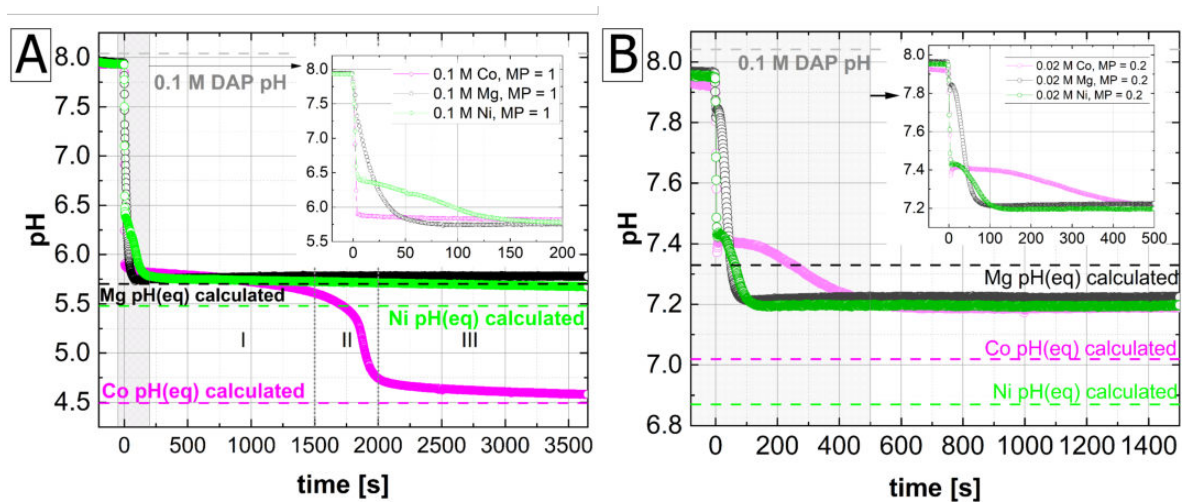 A
0.1 M DAP pH
0.1 M Co, MP = 1
0.1 M Mg, MP = 1
0.1 M Ni, MP = 1
8.0
7.5
7.0
6.5
6.0
5.5
5.0
4.5
pH
8.0
7.5
7.0
6.5
6.0
5.5
0 50 100 150 200
Mg pH(eq) calculated
Ni pH(eq) calculated
I
II
III
Co pH(eq) calculated
0 500 1000 1500 2000 2500 3000 3500
time [s]
B
0.1 M DAP pH
0.02 M Co, MP = 0.2
0.02 M Mg, MP = 0.2
0.02 M Ni, MP = 0.2
8.0
7.8
7.6
7.4
7.2
7.0
6.8
pH
8.0
7.8
7.6
7.4
7.2
0 100 200 300 400 500
Mg pH(eq) calculated
Co pH(eq) calculated
Ni pH(eq) calculated
0 200 400 600 800 1000 1200 1400
time [s]